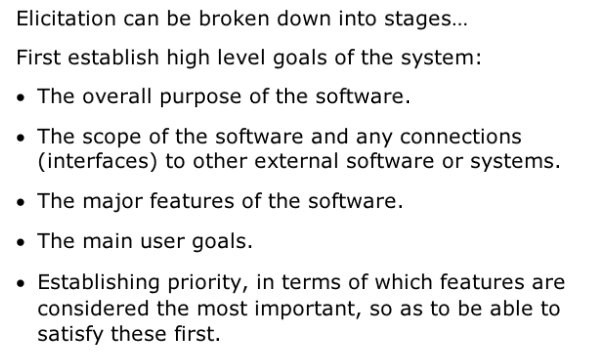 Elicitation can be broken down into stages...
First establish high level goals of the system:
• The overall purpose of the software.
• The scope of the software and any connections
(interfaces) to other external software or systems.
• The major features of the software.
• The main user goals.
• Establishing priority, in terms of which features are
considered the most important, so as to be able to
satisfy these first.